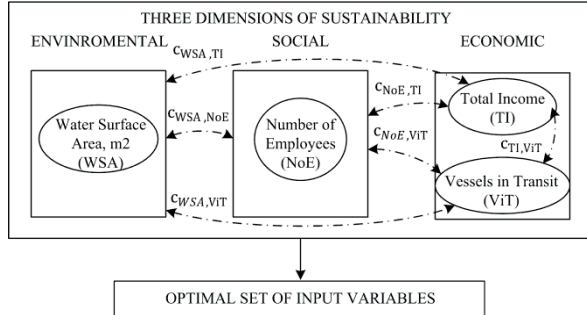 THREE DIMENSIONS OF SUSTAINABILITY
ENVINROMENTAL
SOCIAL
ECONOMIC
c_WSA,TI
c_WSA,NoE
c_WSA,ViT
c_NoE,TI
c_NoE,ViT
c_TI,ViT
Water Surface
Area, m2
(WSA)
Number of
Employees
(NoE)
Total Income
(TI)
Vessels in Transit
(ViT)
OPTIMAL SET OF INPUT VARIABLES